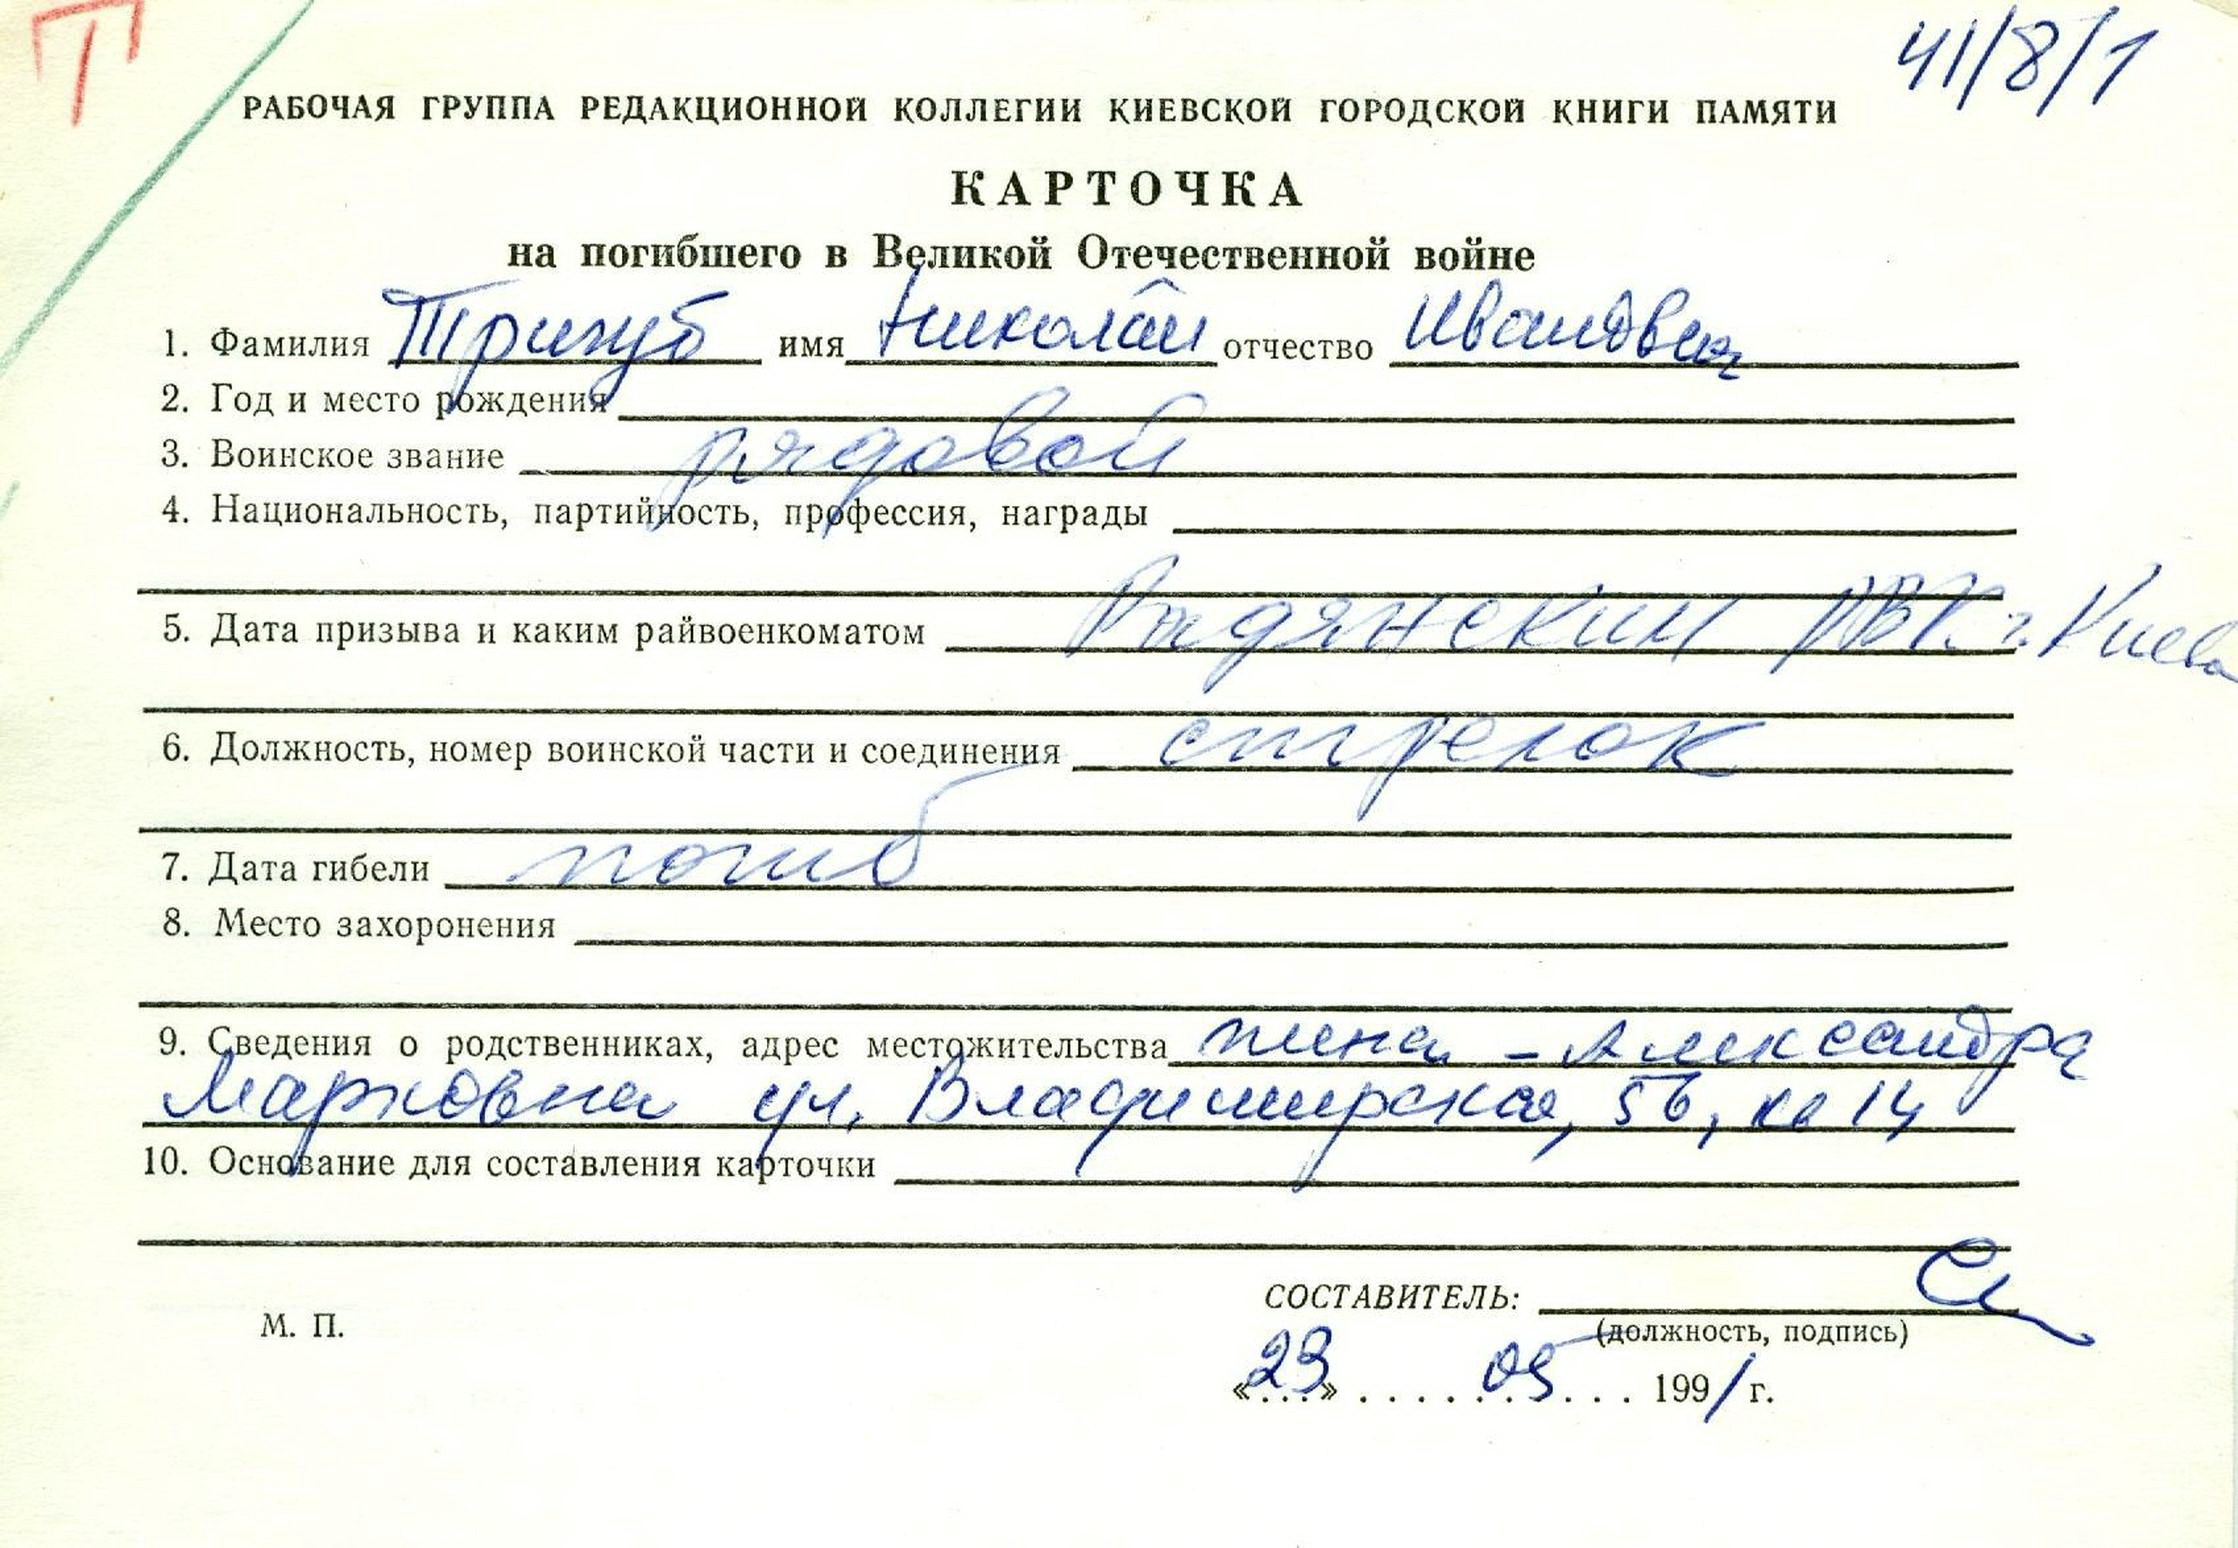 Т
41/8/1
РАБОЧАЯ ГРУППА РЕДАКЦИОННОЙ КОЛЛЕГИИ КИЕВСКОЙ ГОРОДСКОЙ КНИГИ ПАМЯТИ
КАРТОЧКА
на погибшего в Великой Отечественной войне
1. Фамилия Тризуб имя Николай отчество Иванович
2. Год и место рождения
3. Воинское звание рядовой
4. Национальность, партийность, профессия, награды
5. Дата призыва и каким райвоенкоматом Радянским РВК г. Киева
6. Должность, номер воинской части и соединения стрелок
7. Дата гибели погиб
8. Место захоронения
9. Сведения о родственниках, адрес местожительства жена - Александра
Марковна ул. Владимирская, 56, кв 14
10. Основание для составления карточки
СОСТАВИТЕЛЬ:
М. П.
(должность, подпись)
«23» 05 1991 г.